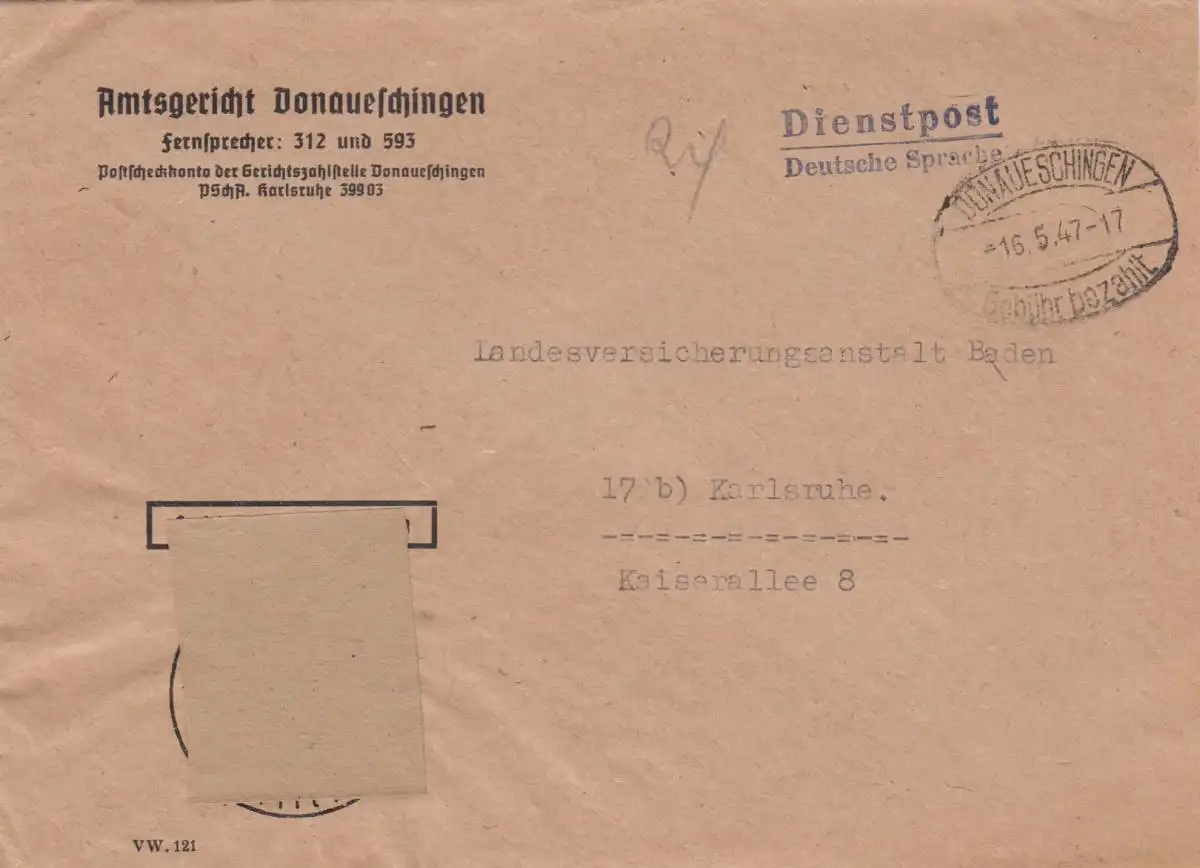 Amtsgericht Donaueschingen
Fernsprecher: 312 und 593
Postscheckkonto der Gerichtszahlstelle Donaueschingen
PSchA. Karlsruhe 39903
Dienstpost
Deutsche Sprache
DONAUESCHINGEN
-16.5.47-17
Gebühr bezahlt
Landesversicherungsanstalt Baden
17 b) Karlsruhe.
-=-=-=-=-=-=-=-=-
Kaiserallee 8
VW.121